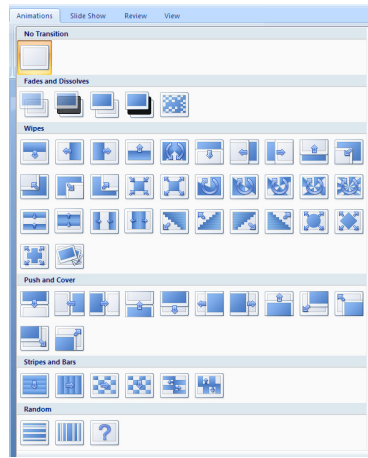 Animations Slide Show Review View
No Transition
Fades and Dissolves
Wipes
Push and Cover
Stripes and Bars
Random
?